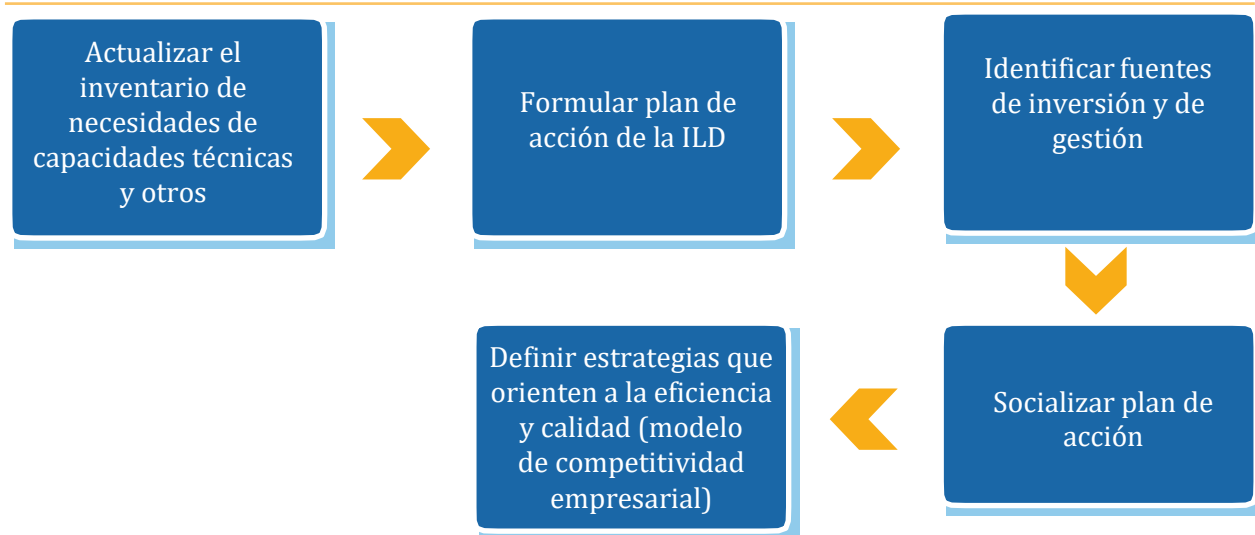 Actualizar el
inventario de
necesidades de
capacidades técnicas
y otros
Formular plan de
acción de la ILD
Identificar fuentes
de inversión y de
gestión
Socializar plan de
acción
Definir estrategias que
orienten a la eficiencia
y calidad (modelo
de competitividad
empresarial)